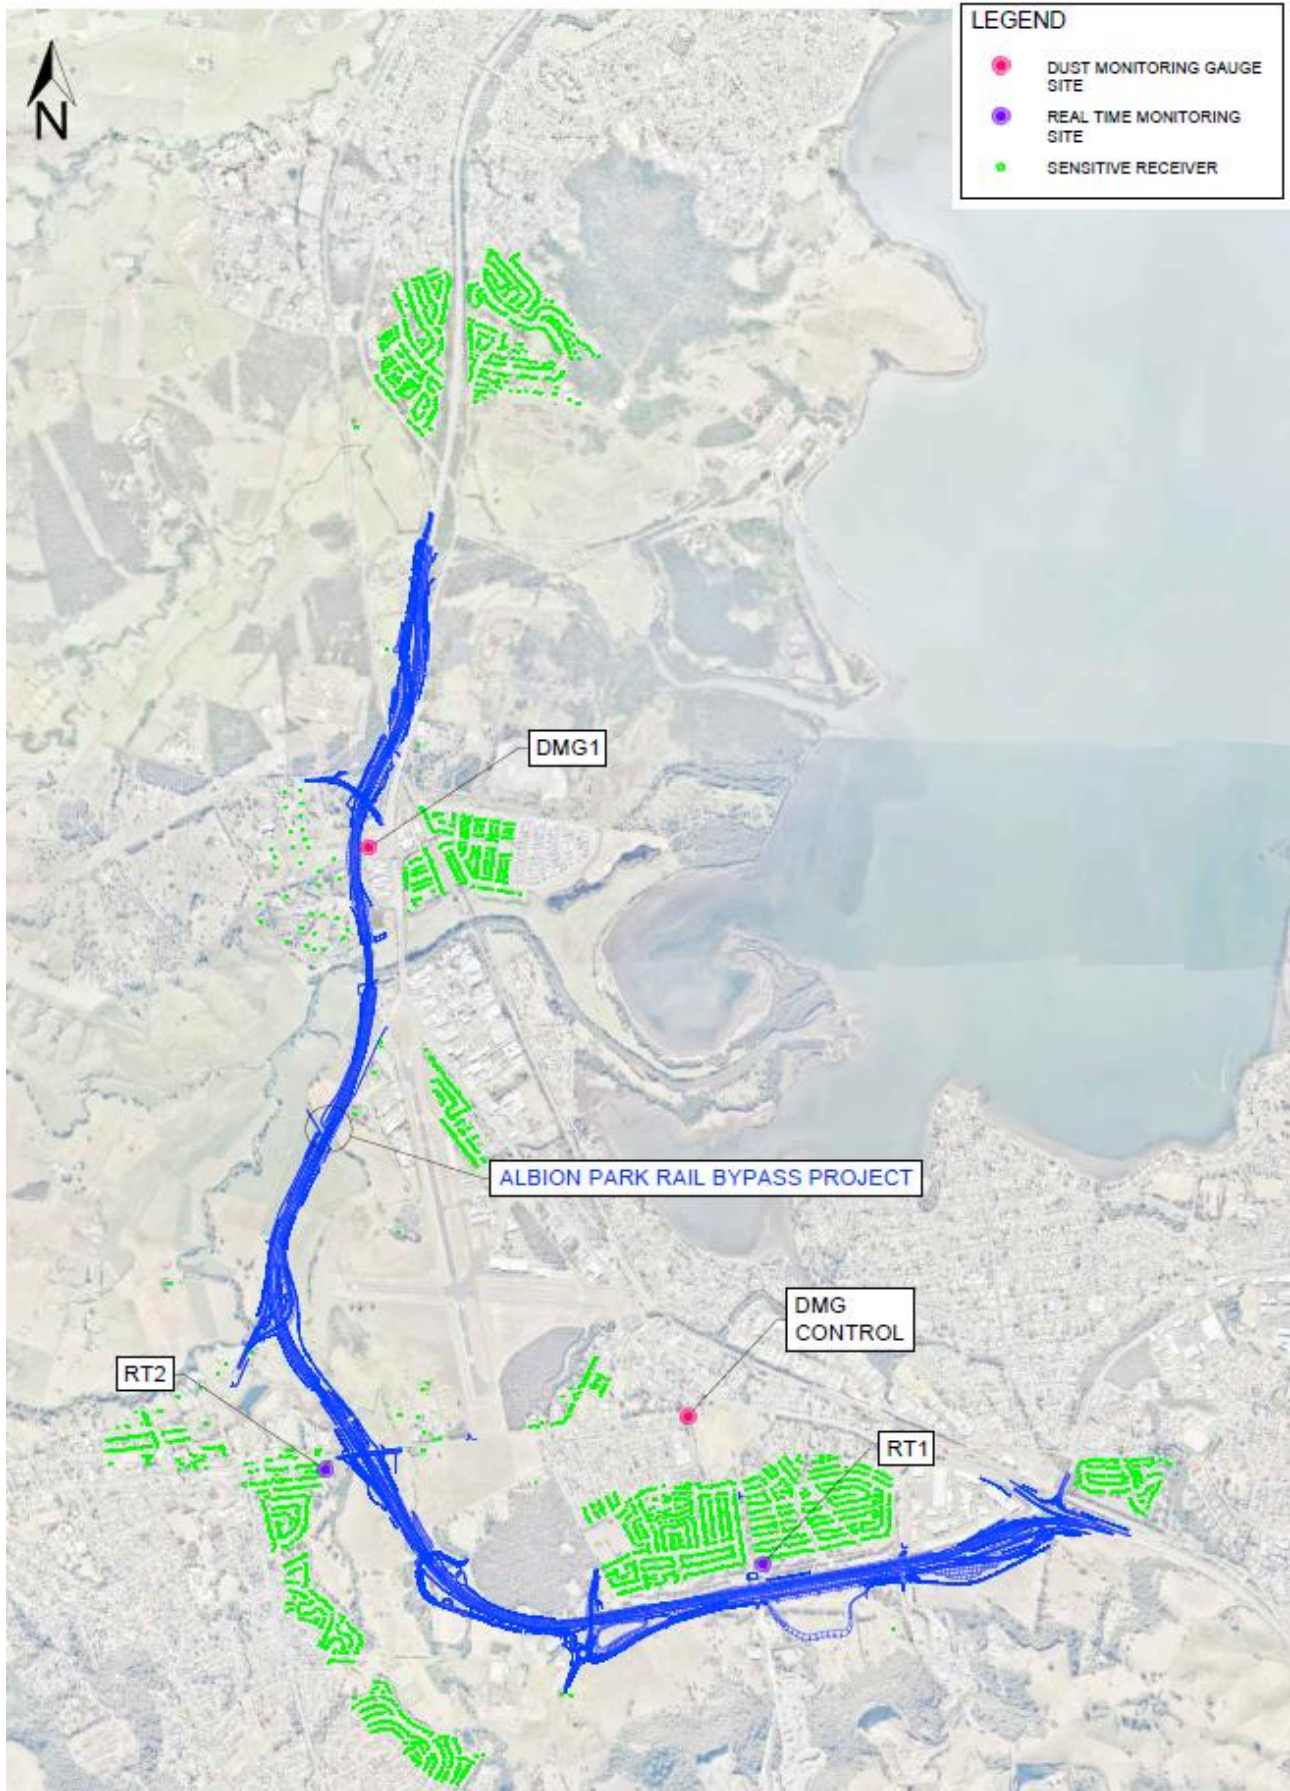 LEGEND
DUST MONITORING GAUGE
SITE
REAL TIME MONITORING
SITE
SENSITIVE RECEIVER
N
DMG1
ALBION PARK RAIL BYPASS PROJECT
DMG
CONTROL
RT2
RT1